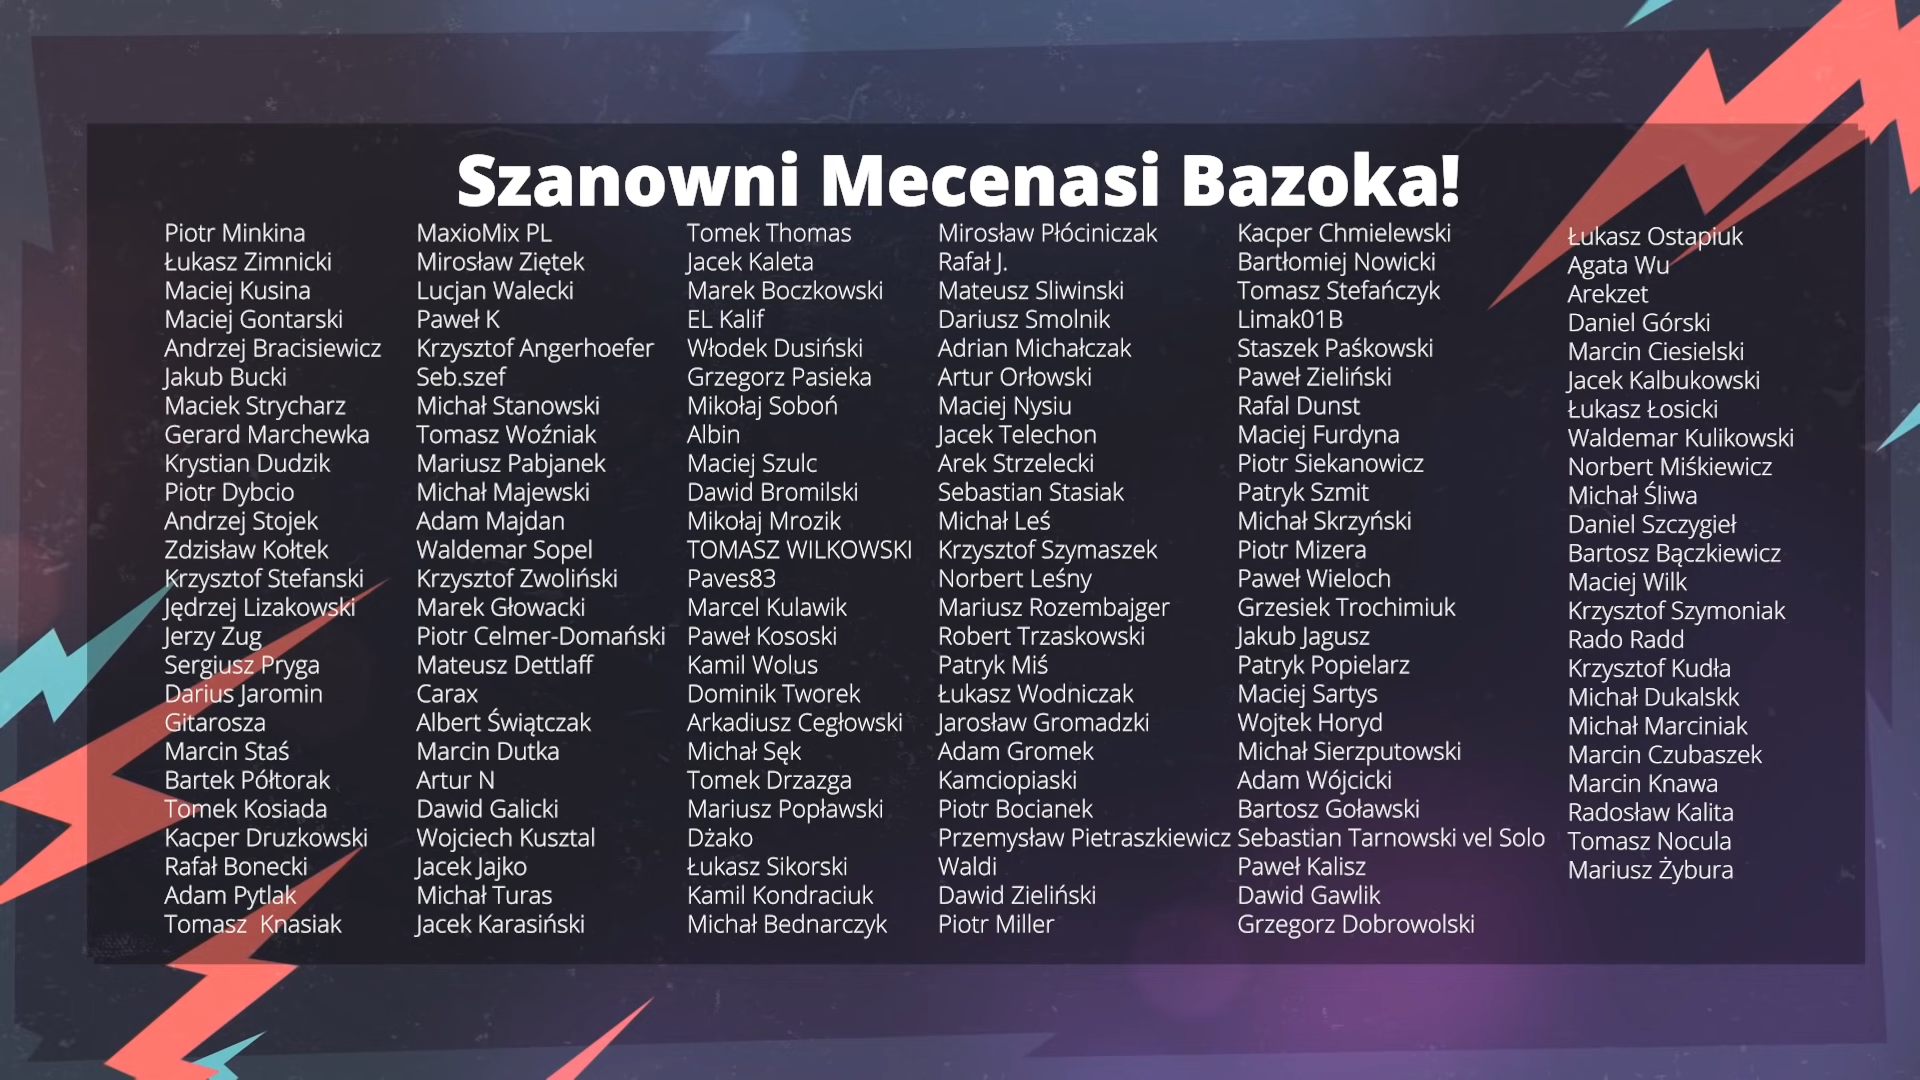 Szanowni Mecenasi Bazoka!
Piotr Minkina
Łukasz Zimnicki
Maciej Kusina
Maciej Gontarski
Andrzej Bracisiewicz
Jakub Bucki
Maciek Strycharz
Gerard Marchewka
Krystian Dudzik
Piotr Dybcio
Andrzej Stojek
Zdzisław Kołtek
Krzysztof Stefanski
Jędrzej Lizakowski
Jerzy Zug
Sergiusz Pryga
Darius Jaromin
Gitarosza
Marcin Staś
Bartek Półtorak
Tomek Kosiada
Kacper Druzkowski
Rafał Bonecki
Adam Pytlak
Tomasz  Knasiak
MaxioMix PL
Mirosław Ziętek
Lucjan Walecki
Paweł K
Krzysztof Angerhoefer
Seb.szef
Michał Stanowski
Tomasz Woźniak
Mariusz Pabjanek
Michał Majewski
Adam Majdan
Waldemar Sopel
Krzysztof Zwoliński
Marek Głowacki
Piotr Celmer-Domański
Mateusz Dettlaff
Carax
Albert Świątczak
Marcin Dutka
Artur N
Dawid Galicki
Wojciech Kusztal
Jacek Jajko
Michał Turas
Jacek Karasiński
Tomek Thomas
Jacek Kaleta
Marek Boczkowski
EL Kalif
Włodek Dusiński
Grzegorz Pasieka
Mikołaj Soboń
Albin
Maciej Szulc
Dawid Bromilski
Mikołaj Mrozik
TOMASZ WILKOWSKI
Paves83
Marcel Kulawik
Paweł Kososki
Kamil Wolus
Dominik Tworek
Arkadiusz Cegłowski
Michał Sęk
Tomek Drzazga
Mariusz Popławski
Dżako
Łukasz Sikorski
Kamil Kondraciuk
Michał Bednarczyk
Mirosław Płóciniczak
Rafał J.
Mateusz Sliwinski
Dariusz Smolnik
Adrian Michałczak
Artur Orłowski
Maciej Nysiu
Jacek Telechon
Arek Strzelecki
Sebastian Stasiak
Michał Leś
Krzysztof Szymaszek
Norbert Leśny
Mariusz Rozembajger
Robert Trzaskowski
Patryk Miś
Łukasz Wodniczak
Jarosław Gromadzki
Adam Gromek
Kamciopiaski
Piotr Bocianek
Przemysław Pietraszkiewicz
Waldi
Dawid Zieliński
Piotr Miller
Kacper Chmielewski
Bartłomiej Nowicki
Tomasz Stefańczyk
Limak01B
Staszek Paśkowski
Paweł Zieliński
Rafal Dunst
Maciej Furdyna
Piotr Siekanowicz
Patryk Szmit
Michał Skrzyński
Piotr Mizera
Paweł Wieloch
Grzesiek Trochimiuk
Jakub Jagusz
Patryk Popielarz
Maciej Sartys
Wojtek Horyd
Michał Sierzputowski
Adam Wójcicki
Bartosz Goławski
Sebastian Tarnowski vel Solo
Paweł Kalisz
Dawid Gawlik
Grzegorz Dobrowolski
Łukasz Ostapiuk
Agata Wu
Arekzet
Daniel Górski
Marcin Ciesielski
Jacek Kalbukowski
Łukasz Łosicki
Waldemar Kulikowski
Norbert Miśkiewicz
Michał Śliwa
Daniel Szczygieł
Bartosz Bączkiewicz
Maciej Wilk
Krzysztof Szymoniak
Rado Radd
Krzysztof Kudła
Michał Dukalskk
Michał Marciniak
Marcin Czubaszek
Marcin Knawa
Radosław Kalita
Tomasz Nocula
Mariusz Żybura